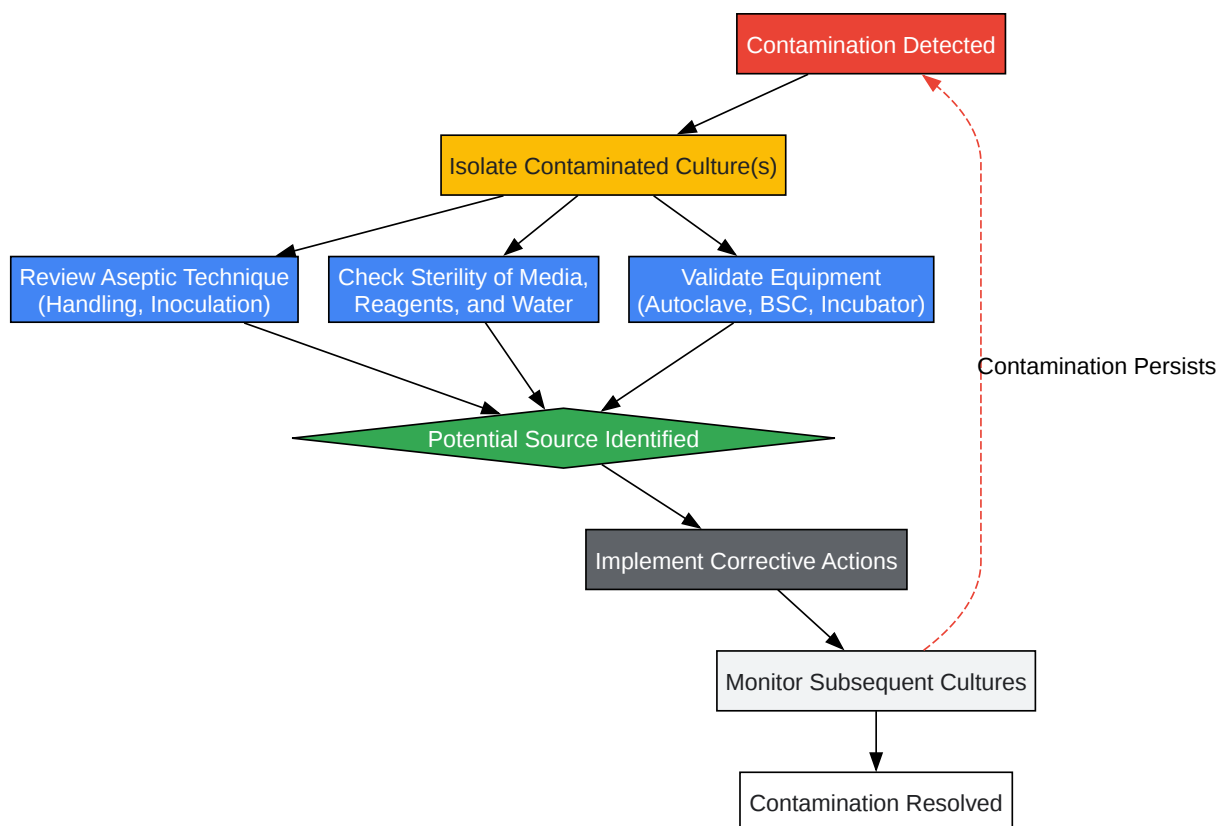 Contamination Detected
Isolate Contaminated Culture(s)
Review Aseptic Technique
(Handling, Inoculation)
Check Sterility of Media,
Reagents, and Water
Validate Equipment
(Autoclave, BSC, Incubator)
Contamination Persists
Potential Source Identified
Implement Corrective Actions
Monitor Subsequent Cultures
Contamination Resolved